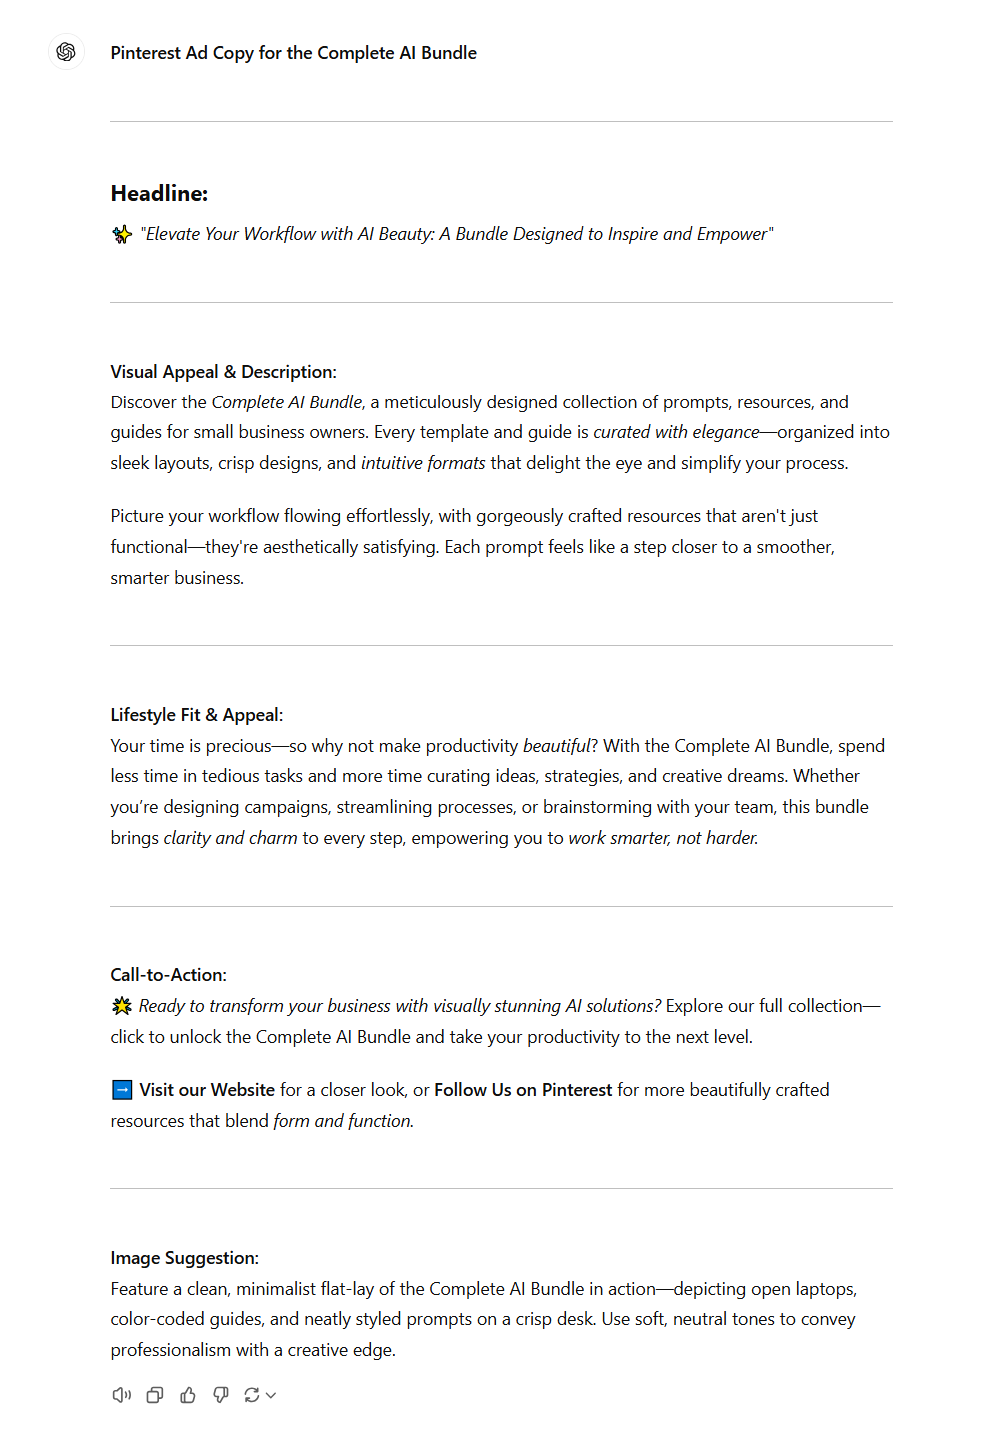 Pinterest Ad Copy for the Complete AI Bundle
Headline:
✨ "Elevate Your Workflow with AI Beauty: A Bundle Designed to Inspire and Empower"
Visual Appeal & Description:
Discover the Complete AI Bundle, a meticulously designed collection of prompts, resources, and
guides for small business owners. Every template and guide is curated with elegance—organized into
sleek layouts, crisp designs, and intuitive formats that delight the eye and simplify your process.
Picture your workflow flowing effortlessly, with gorgeously crafted resources that aren't just
functional—they're aesthetically satisfying. Each prompt feels like a step closer to a smoother,
smarter business.
Lifestyle Fit & Appeal:
Your time is precious—so why not make productivity beautiful? With the Complete AI Bundle, spend
less time in tedious tasks and more time curating ideas, strategies, and creative dreams. Whether
you’re designing campaigns, streamlining processes, or brainstorming with your team, this bundle
brings clarity and charm to every step, empowering you to work smarter, not harder.
Call-to-Action:
🌟 Ready to transform your business with visually stunning AI solutions? Explore our full collection—
click to unlock the Complete AI Bundle and take your productivity to the next level.
➡️ Visit our Website for a closer look, or Follow Us on Pinterest for more beautifully crafted
resources that blend form and function.
Image Suggestion:
Feature a clean, minimalist flat-lay of the Complete AI Bundle in action—depicting open laptops,
color-coded guides, and neatly styled prompts on a crisp desk. Use soft, neutral tones to convey
professionalism with a creative edge.